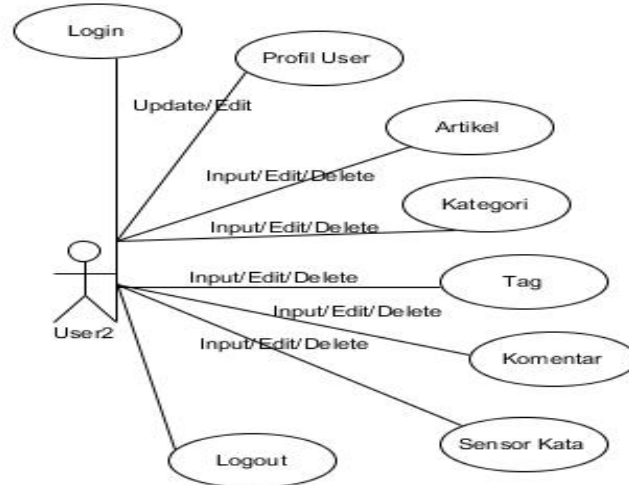 Login
Profil User
Update/Edit
Artikel
Input/Edit/Delete
Kategori
Input/Edit/Delete
Input/Edit/Delete
Tag
Input/Edit/Delete
User2
Input/Edit/Delete
Komentar
Sensor Kata
Logout